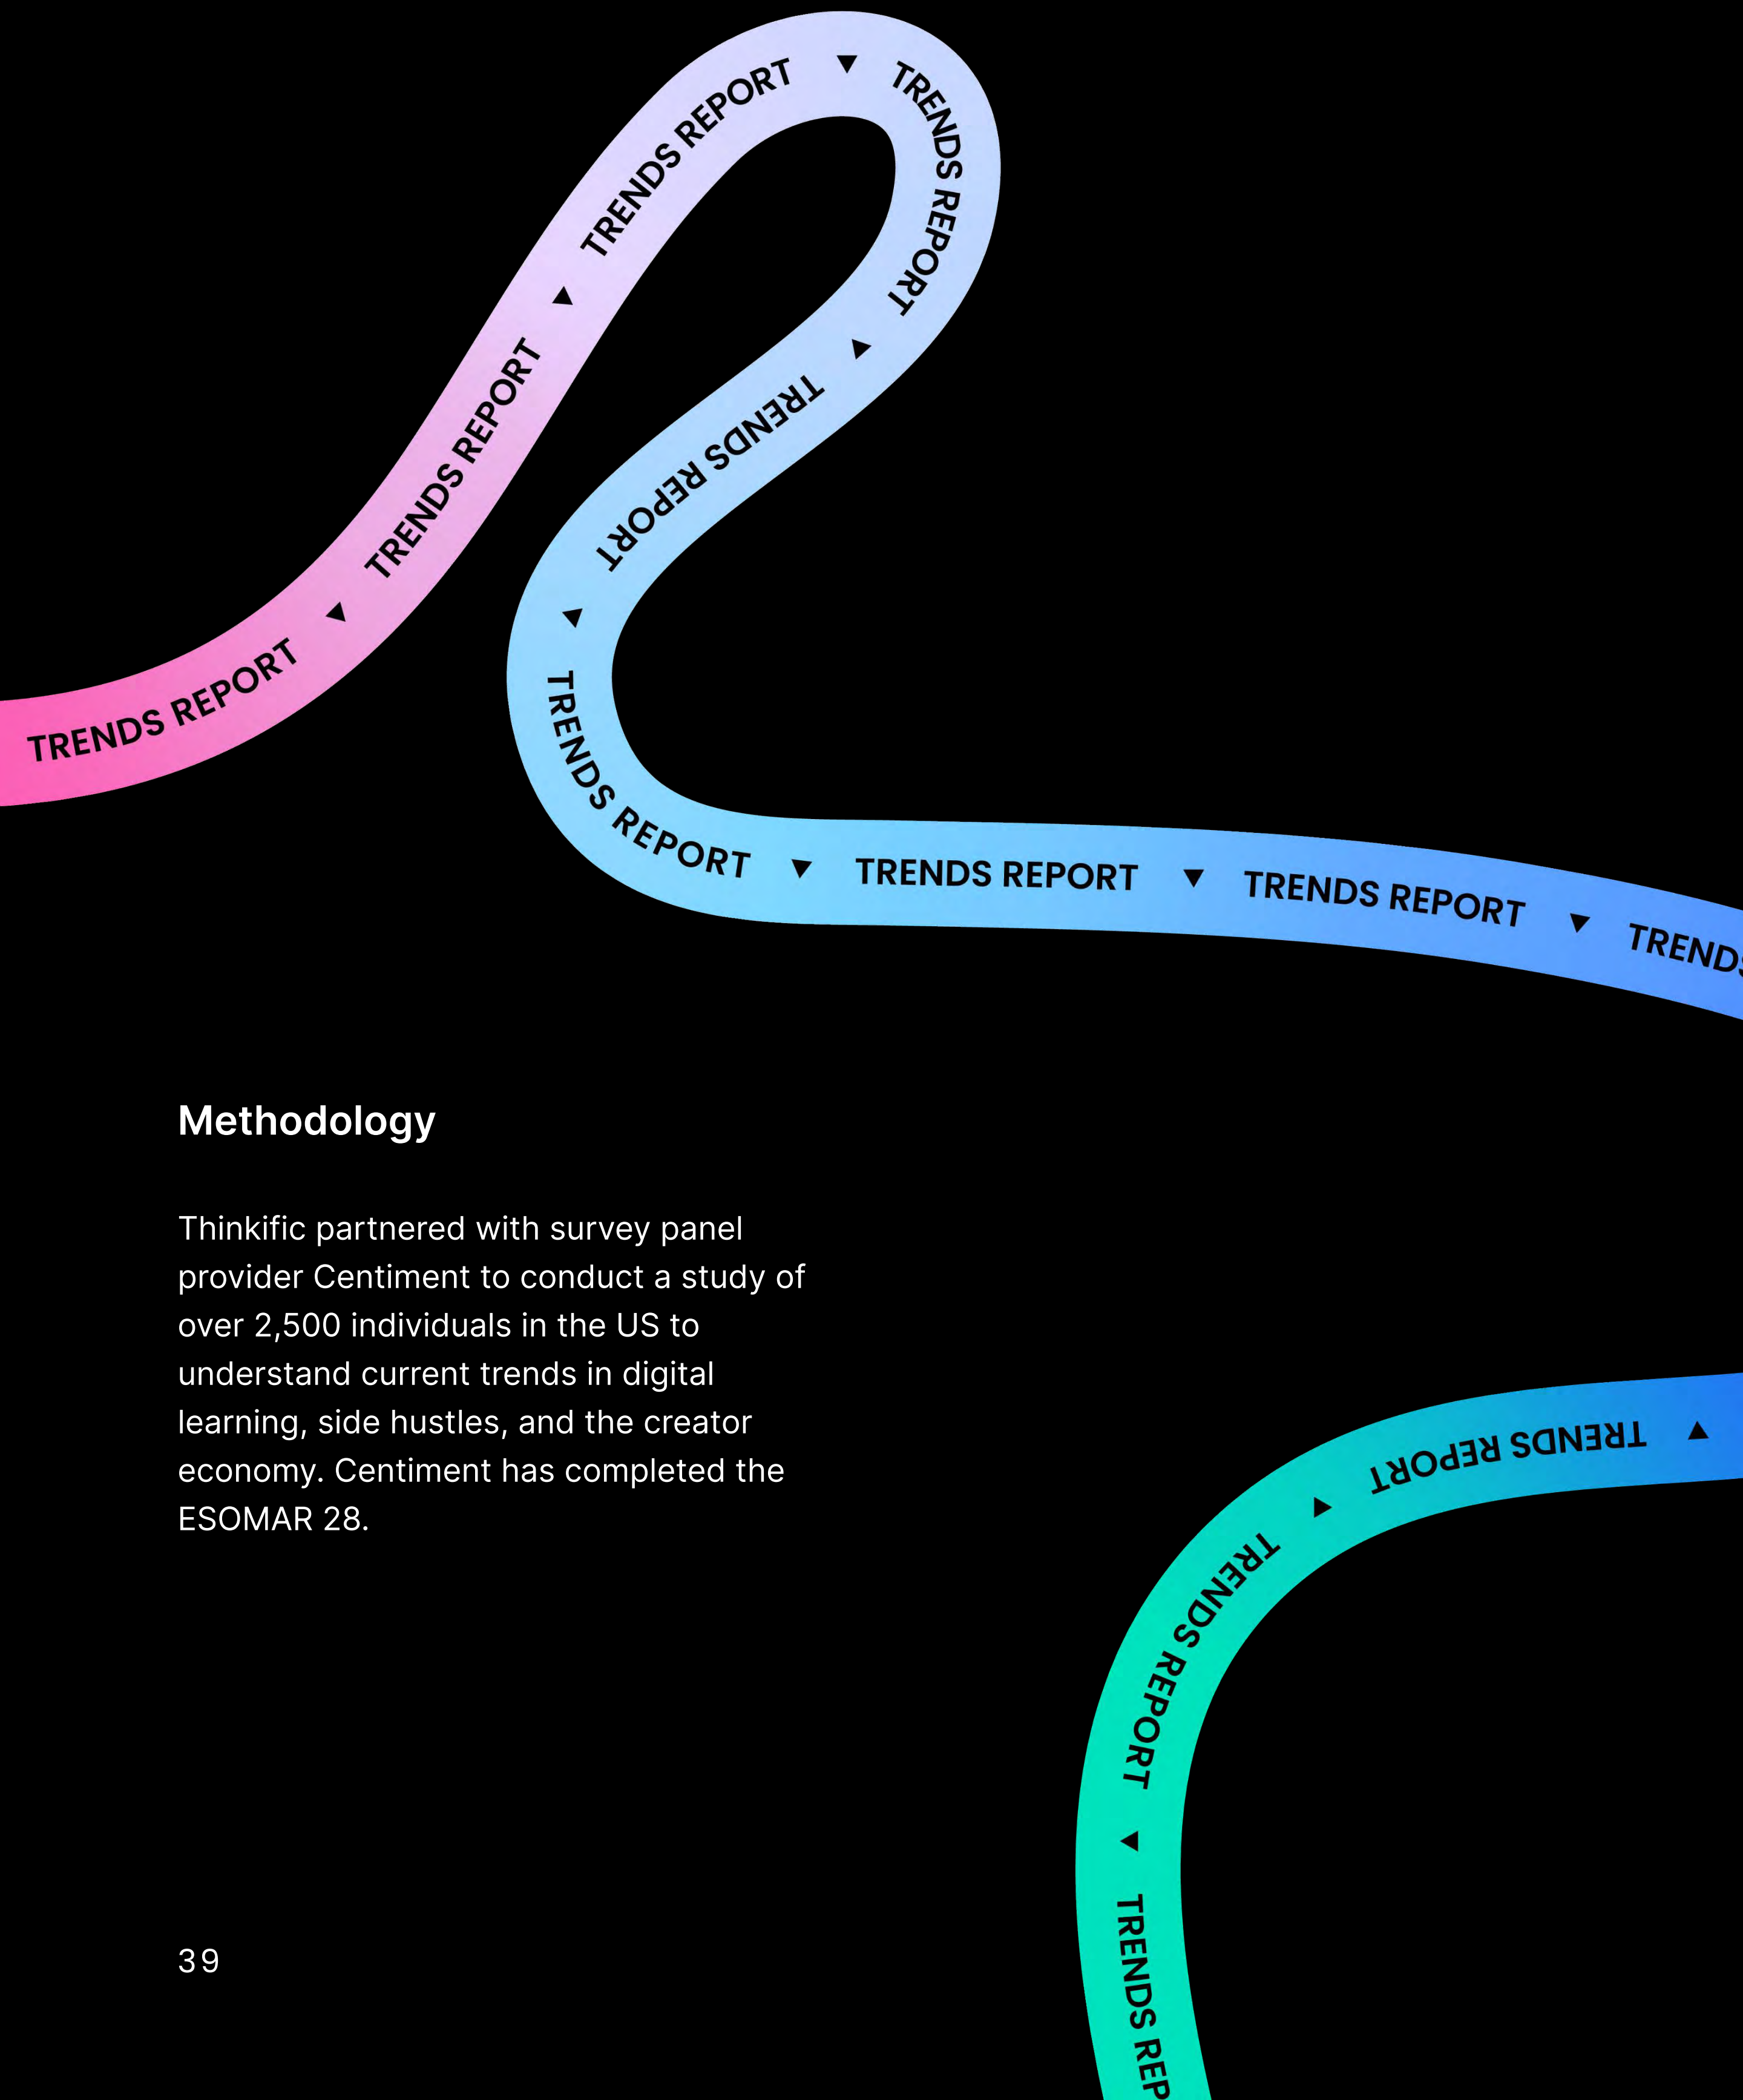 TRENDS REPORT ▼ TRENDS REPORT ▼ TRENDS REPORT ▼ TRENDS REPORT ▼ TRENDS REPORT ▼ TRENDS REPORT ▼ TRENDS REPORT ▼ TRENDS REPORT ▼ TRENDS
Methodology
Thinkific partnered with survey panel
provider Centiment to conduct a study of
over 2,500 individuals in the US to
understand current trends in digital
learning, side hustles, and the creator
economy. Centiment has completed the
ESOMAR 28.
▼ TRENDS REPORT ▼ TRENDS REPORT ▼ TRENDS REP
39